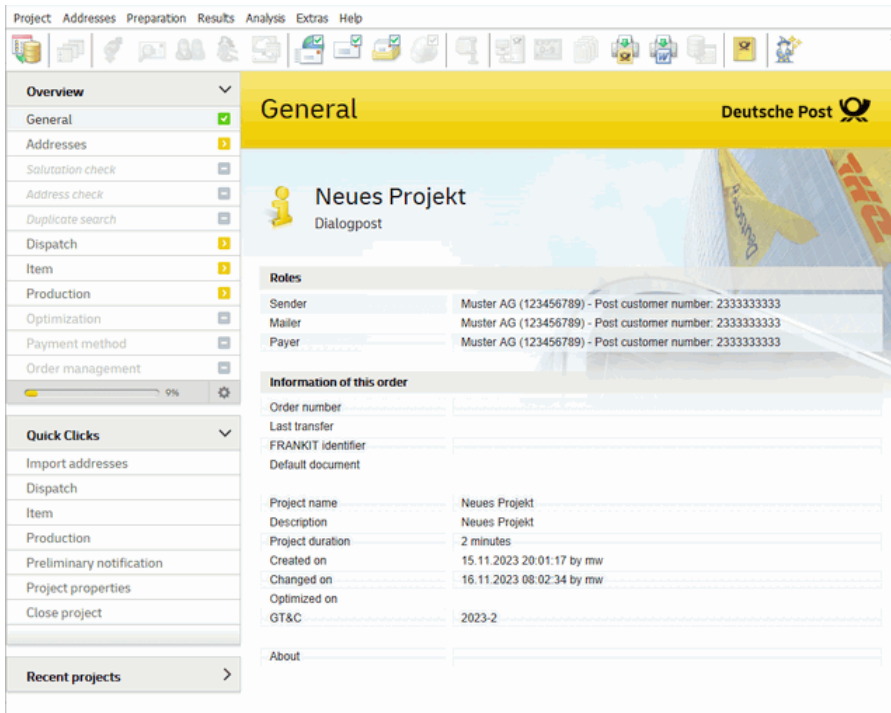 Project Addresses Preparation Results Analysis Extras Help
Overview
General
Addresses
Salutation check
Address check
Duplicate search
Dispatch
Item
Production
Optimization
Payment method
Order management
9%
Quick Clicks
Import addresses
Dispatch
Item
Production
Preliminary notification
Project properties
Close project
Recent projects
General
Deutsche Post
Neues Projekt
Dialogpost
Deutsche Post
DHL
Roles
Sender Muster AG (123456789) - Post customer number: 2333333333
Mailer Muster AG (123456789) - Post customer number: 2333333333
Payer Muster AG (123456789) - Post customer number: 2333333333
Information of this order
Order number
Last transfer
FRANKIT identifier
Default document
Project name Neues Projekt
Description Neues Projekt
Project duration 2 minutes
Created on 15.11.2023 20:01:17 by mw
Changed on 16.11.2023 08:02:34 by mw
Optimized on
GT&C 2023-2
About